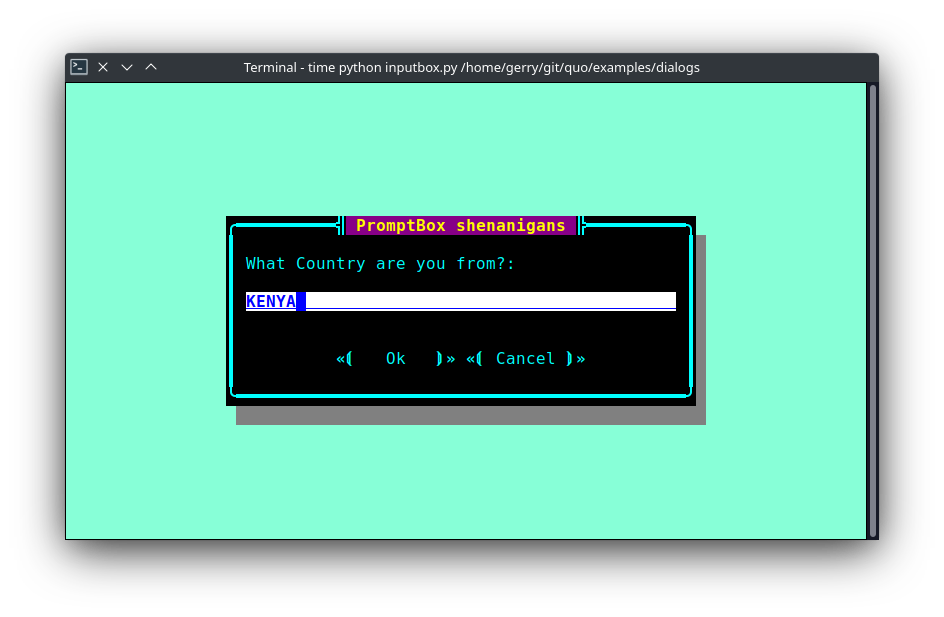 Terminal - time python inputbox.py /home/gerry/git/quo/examples/dialogs
PromptBox shenanigans
What Country are you from?:
KENYA
«⦗ Ok ⦘» «⦗ Cancel ⦘»